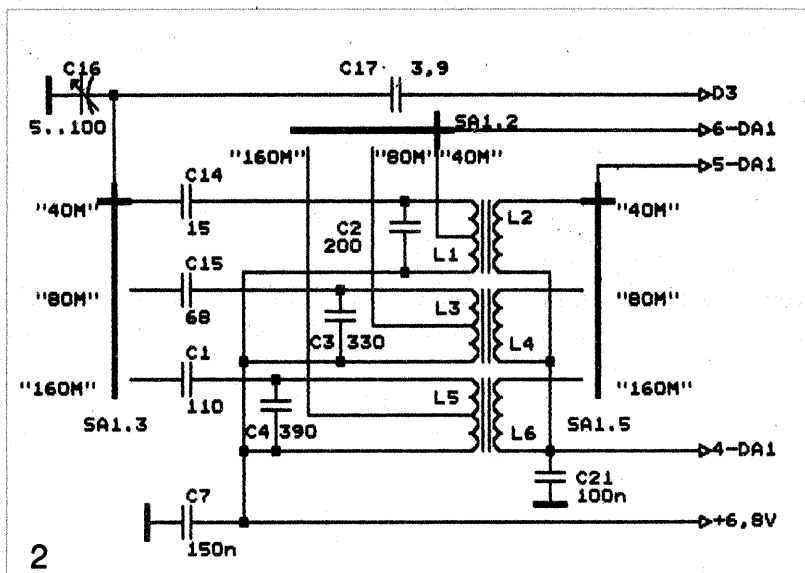 C16
C17 3,9
D3
5..100
SA1.2
6-DA1
"160M"
"80M"
"40M"
5-DA1
C14
"40M"
15
C2
200
L1
L2
"40M"
C15
"80M"
68
C3 330
L3
L4
"80M"
C1
"160M"
110
C4 390
L5
L6
"160M"
SA1.3
SA1.5
4-DA1
C21
100n
C7
150n
+6,8V
2